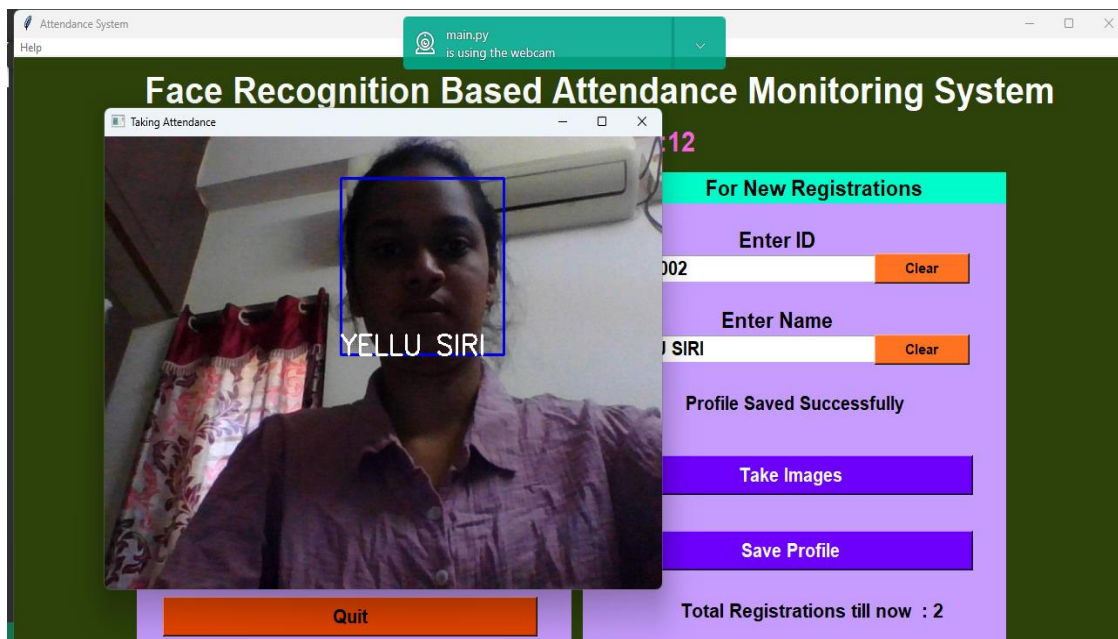 Attendance System
Help
main.py
is using the webcam
Face Recognition Based Attendance Monitoring System
Taking Attendance
:12
For New Registrations
Enter ID
002
Clear
Enter Name
SIRI
Clear
YELLU SIRI
Profile Saved Successfully
Take Images
Save Profile
Quit
Total Registrations till now : 2